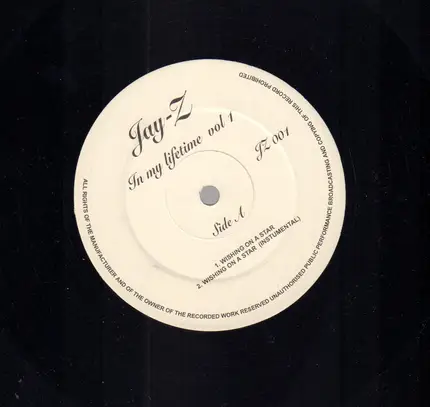 Jay-Z
In my lifetime vol 1
JZ 001
Side A
1. WISHING ON A STAR
2. WISHING ON A STAR (INSTUMENTAL)
ALL RIGHTS OF THE MANUFACTURER AND OF THE OWNER OF THE RECORDED WORK RESERVED UNAUTHORISED PUBLIC PERFORMANCE BROADCASTING AND COPYING OF THIS RECORD PROHIBITED